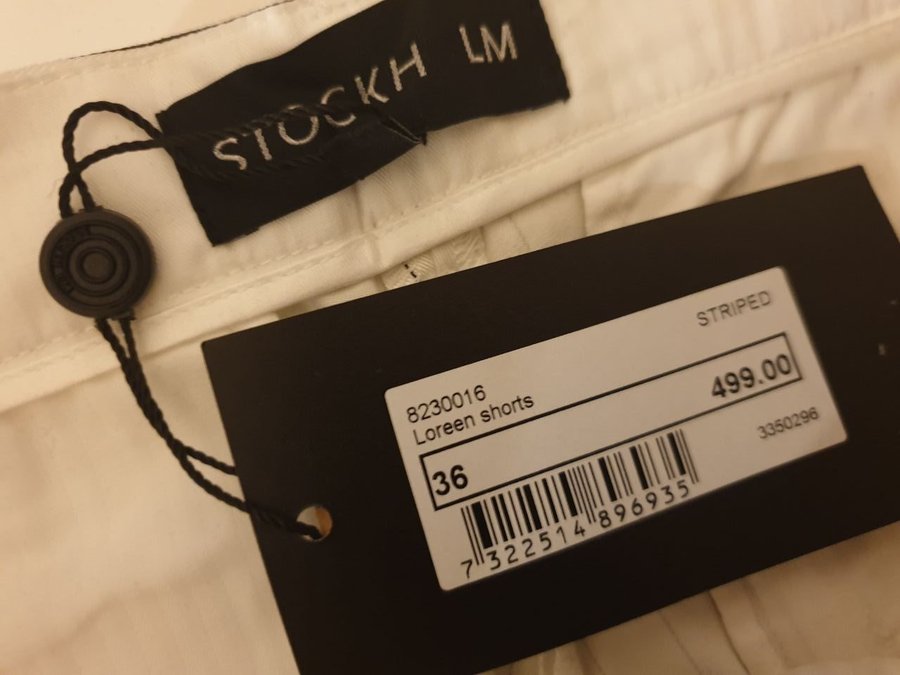 STOCKH LM
STRIPED
8230016
Loreen shorts
499.00
36
3350296
7 322514 896935